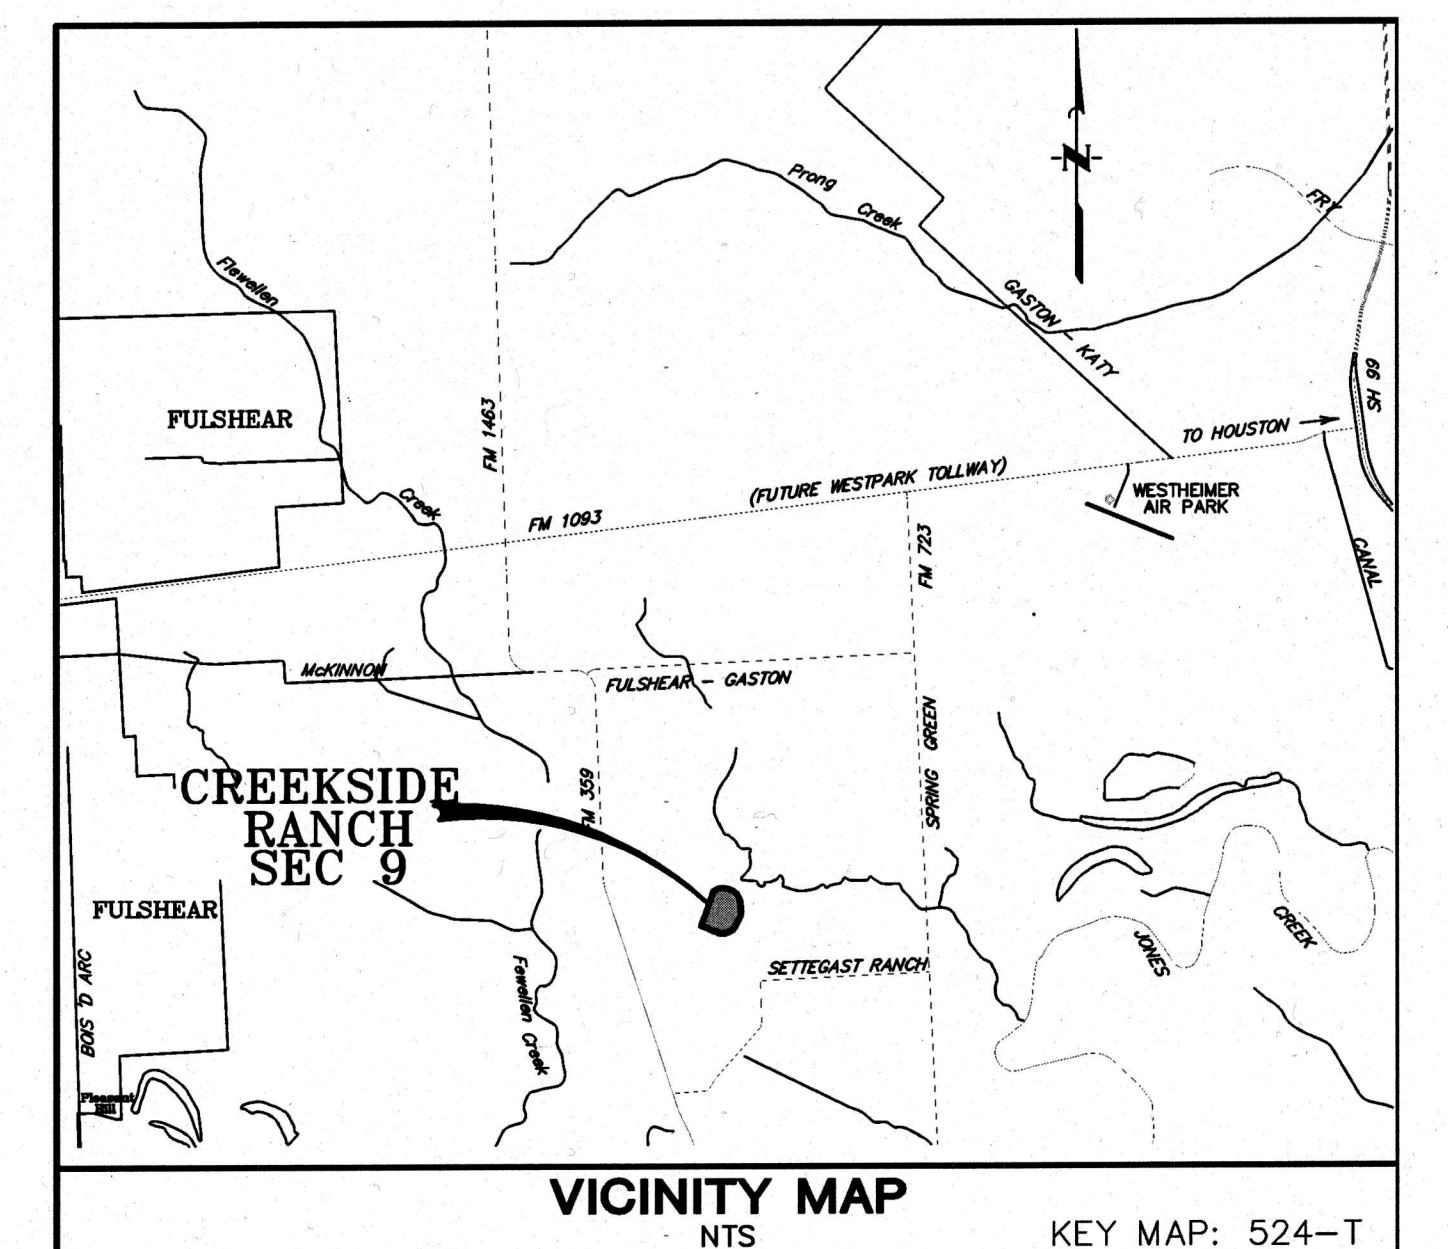 Prong
Creek
N
FRY
Flewellen
GASTON – KATY
SH 99
FULSHEAR
FM 1463
TO HOUSTON
(FUTURE WESTPARK TOLLWAY)
WESTHEIMER
AIR PARK
Creek
FM 1093
FM 723
CANAL
McKINNON
FULSHEAR – GASTON
SPRING GREEN
CREEKSIDE
RANCH
SEC 9
FM 359
FULSHEAR
JONES
CREEK
SETTEGAST RANCH
BOIS 'D ARC
Fewellen Creek
Pleasant
Hill
VICINITY MAP
NTS
KEY MAP: 524–T